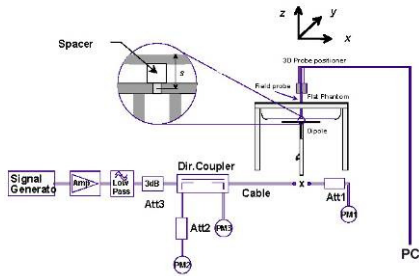 z
y
x
Spacer
s
3D Probe positioner
Field probe
Flat Phantom
Dipole
Dir.Coupler
Signal
Generato
Amp
Low
Pass
3dB
Cable
x
Att1
Att3
PM3
PM1
Att2
PM2
PC